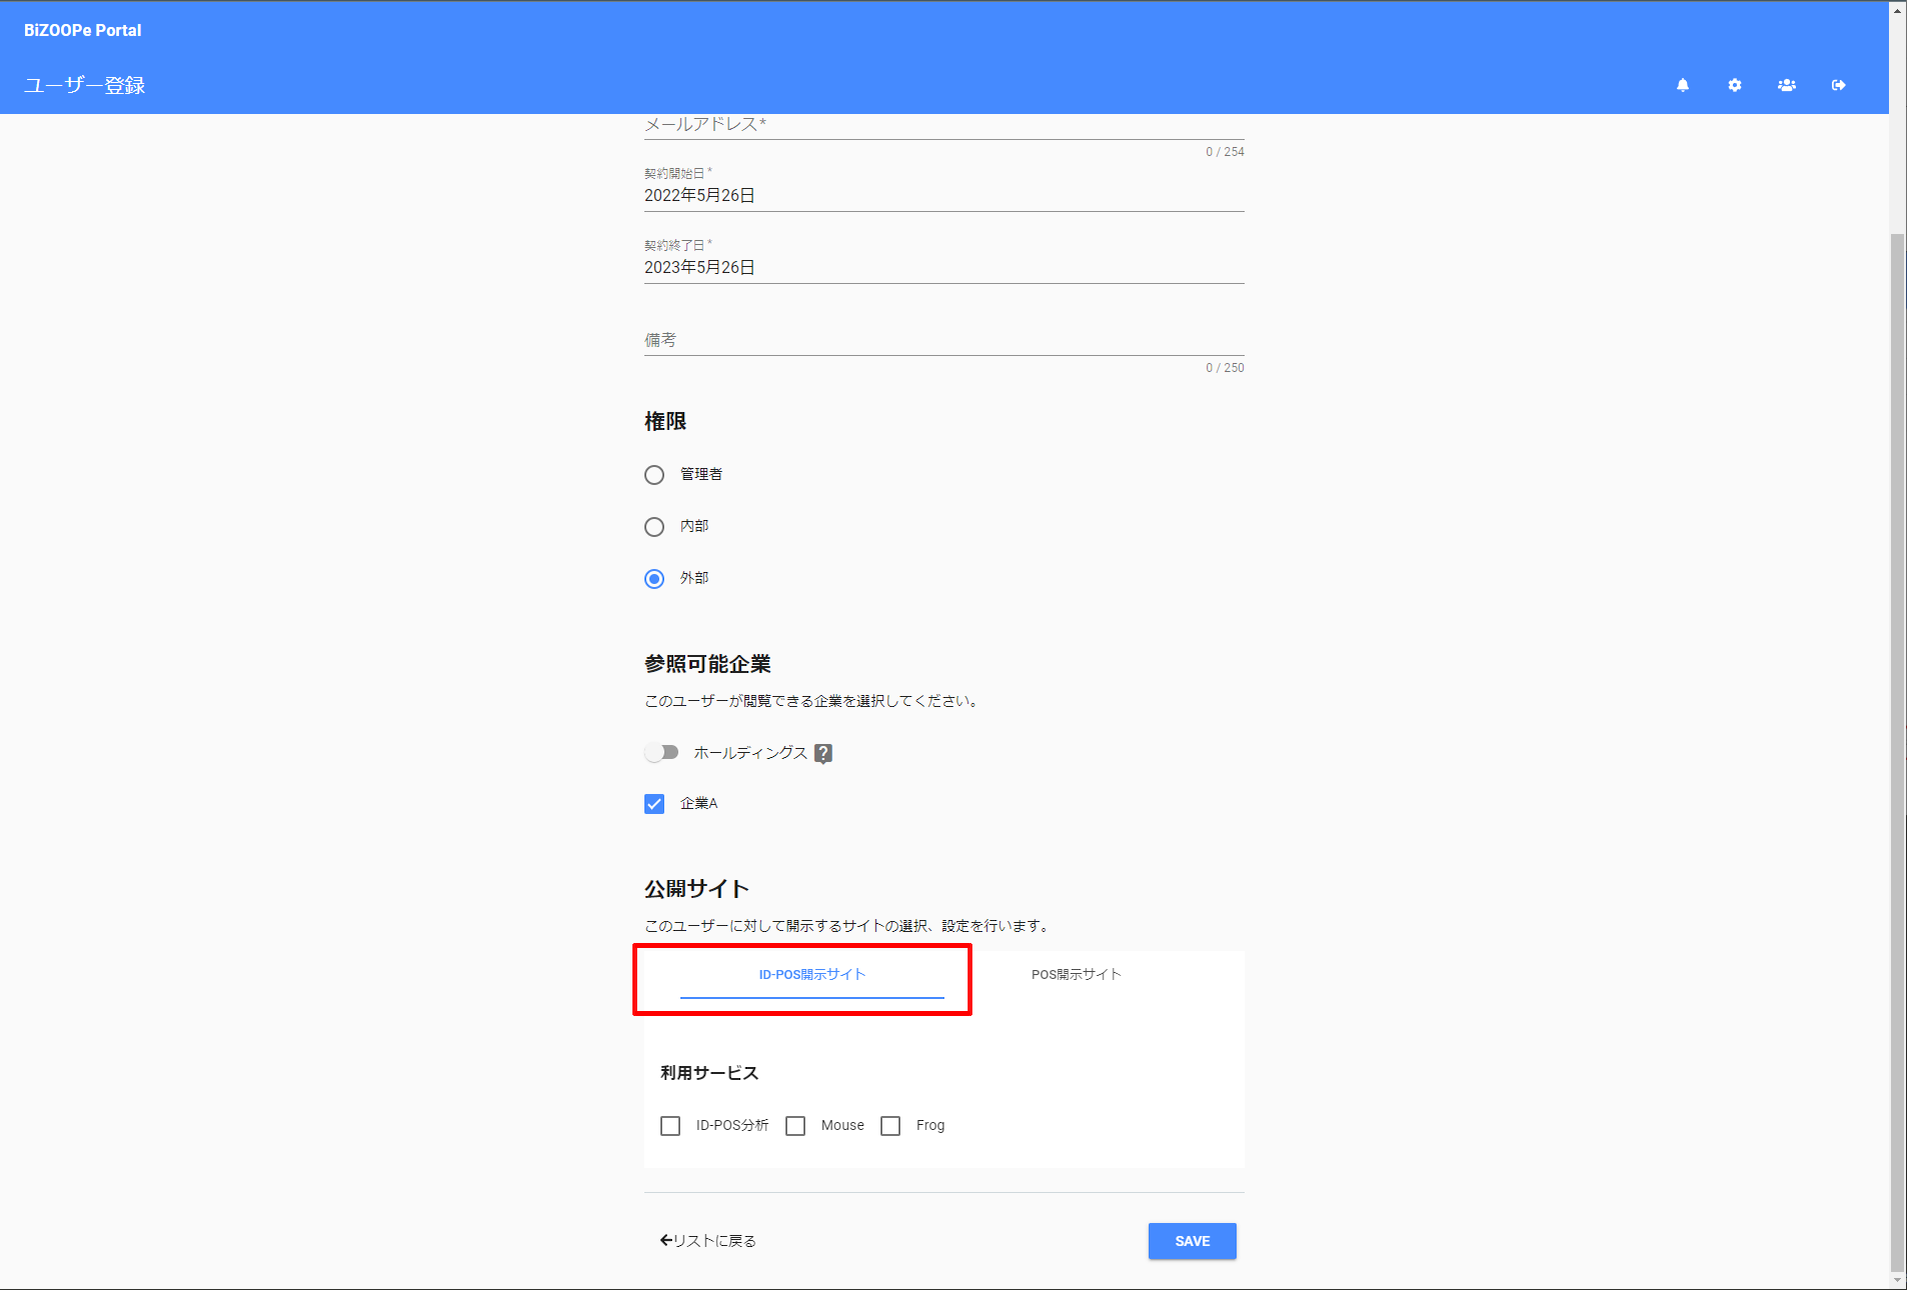 BiZOOPe Portal
ユーザー登録
メールアドレス*
0 / 254
契約開始日*
2022年5月26日
契約終了日*
2023年5月26日
備考
0 / 250
権限
管理者
内部
外部
参照可能企業
このユーザーが閲覧できる企業を選択してください。
ホールディングス ?
企業A
公開サイト
このユーザーに対して開示するサイトの選択、設定を行います。
ID-POS開示サイト POS開示サイト
利用サービス
ID-POS分析 Mouse Frog
←リストに戻る SAVE